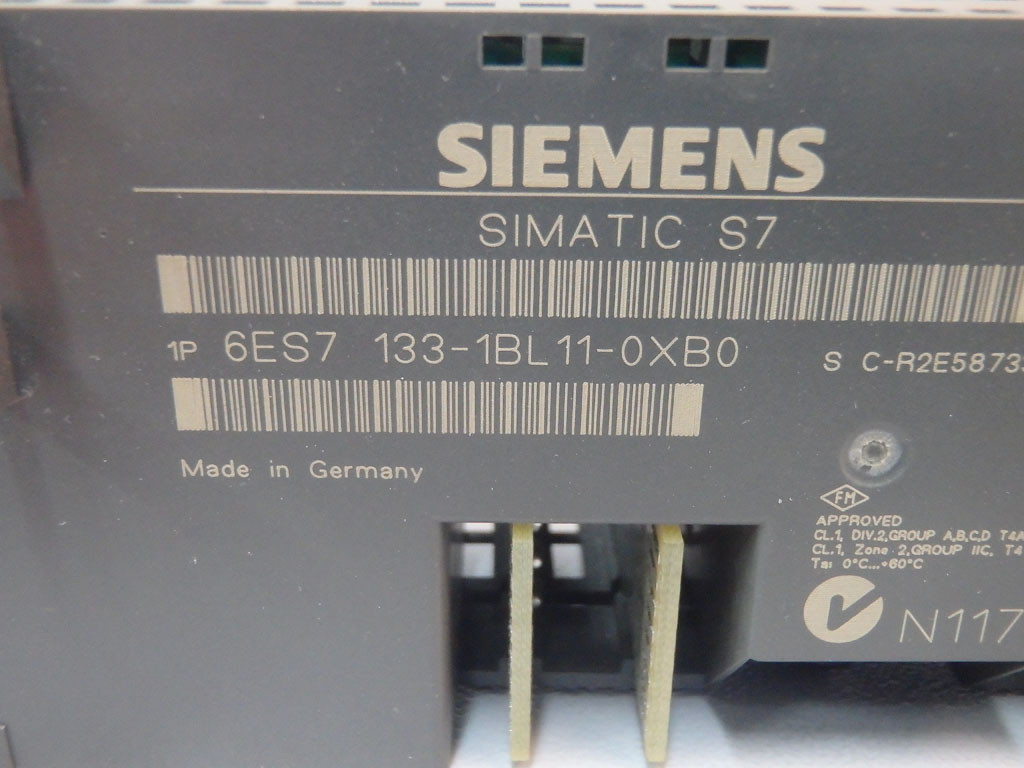 SIEMENS
SIMATIC S7
1P 6ES7 133-1BL11-0XB0
S C-R2E5873
Made in Germany
FM
APPROVED
CL.1, DIV.2,GROUP A,B,C,D T4A
CL.1, Zone 2,GROUP IIC, T4
Ta: 0°C...+60°C
N117